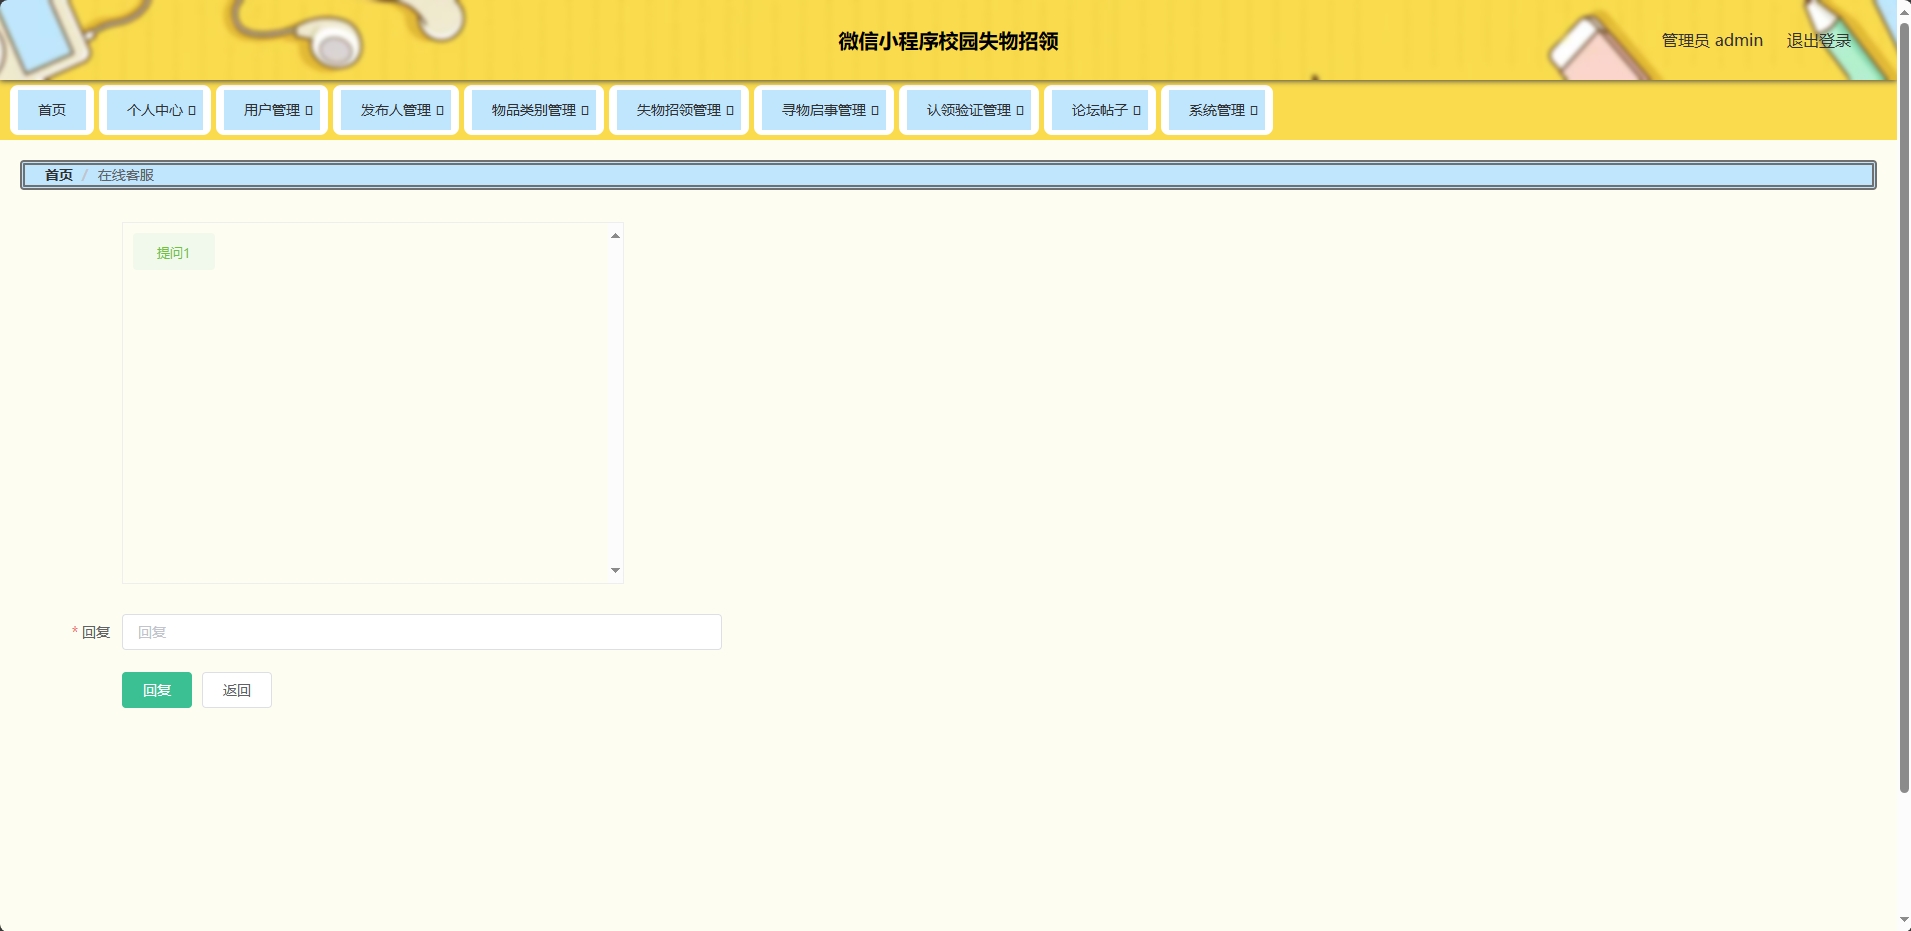 微信小程序校园失物招领
管理员 admin 退出登录
首页 个人中心 用户管理 发布人管理 物品类别管理 失物招领管理 寻物启事管理 认领验证管理 论坛帖子 系统管理
首页 / 在线客服
提问1
* 回复 回复
回复 返回